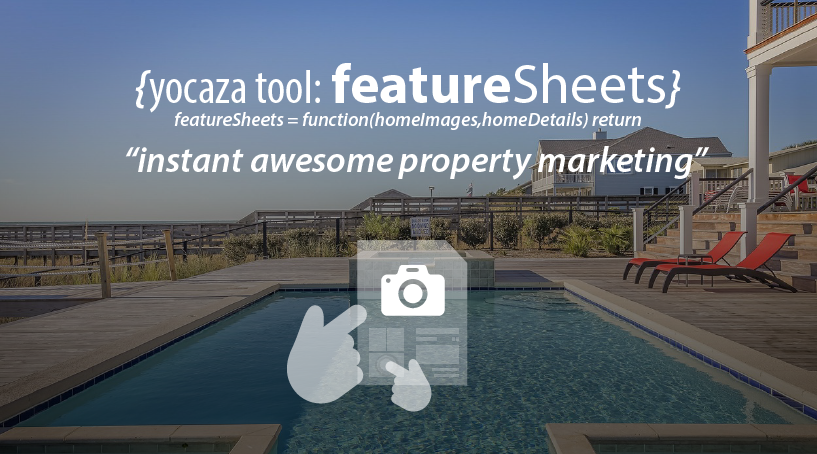 {yocaza tool: featureSheets}
featureSheets = function(homeImages,homeDetails) return
“instant awesome property marketing”